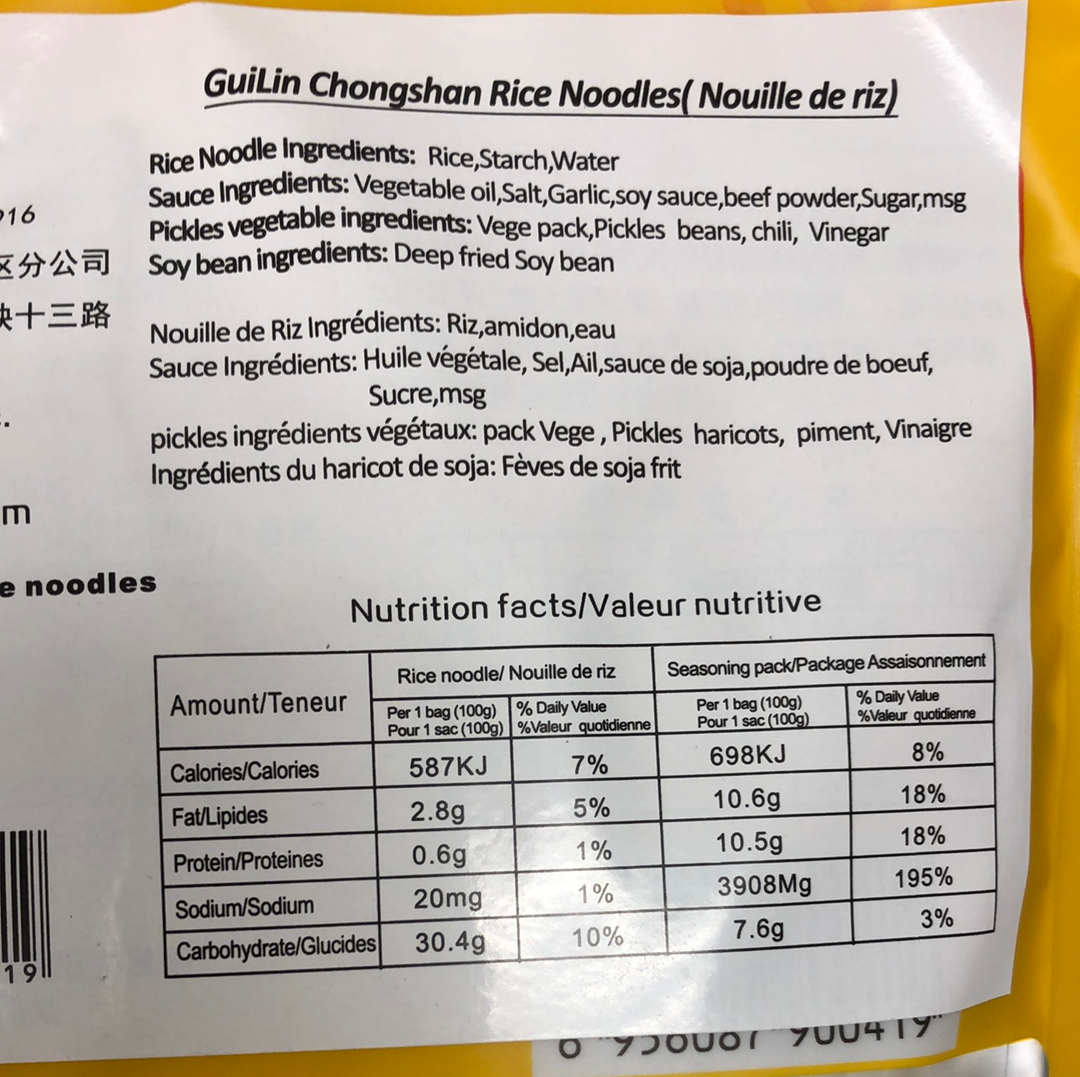 GuiLin Chongshan Rice Noodles( Nouille de riz)
Rice Noodle Ingredients: Rice,Starch,Water
Sauce Ingredients: Vegetable oil,Salt,Garlic,soy sauce,beef powder,Sugar,msg
Pickles vegetable ingredients: Vege pack,Pickles beans, chili, Vinegar
Soy bean ingredients: Deep fried Soy bean
Nouille de Riz Ingrédients: Riz,amidon,eau
Sauce Ingrédients: Huile végétale, Sel,Ail,sauce de soja,poudre de boeuf,
Sucre,msg
pickles ingrédients végétaux: pack Vege , Pickles haricots, piment, Vinaigre
Ingrédients du haricot de soja: Fèves de soja frit
916
区分公司
十三路
m
e noodles
Nutrition facts/Valeur nutritive
Amount/Teneur Rice noodle/ Nouille de riz Seasoning pack/Package Assaisonnement
Per 1 bag (100g) % Daily Value Per 1 bag (100g) % Daily Value
Pour 1 sac (100g) %Valeur quotidienne Pour 1 sac (100g) %Valeur quotidienne
Calories/Calories 587KJ 7% 698KJ 8%
Fat/Lipides 2.8g 5% 10.6g 18%
Protein/Proteines 0.6g 1% 10.5g 18%
Sodium/Sodium 20mg 1% 3908Mg 195%
Carbohydrate/Glucides 30.4g 10% 7.6g 3%
19
900419